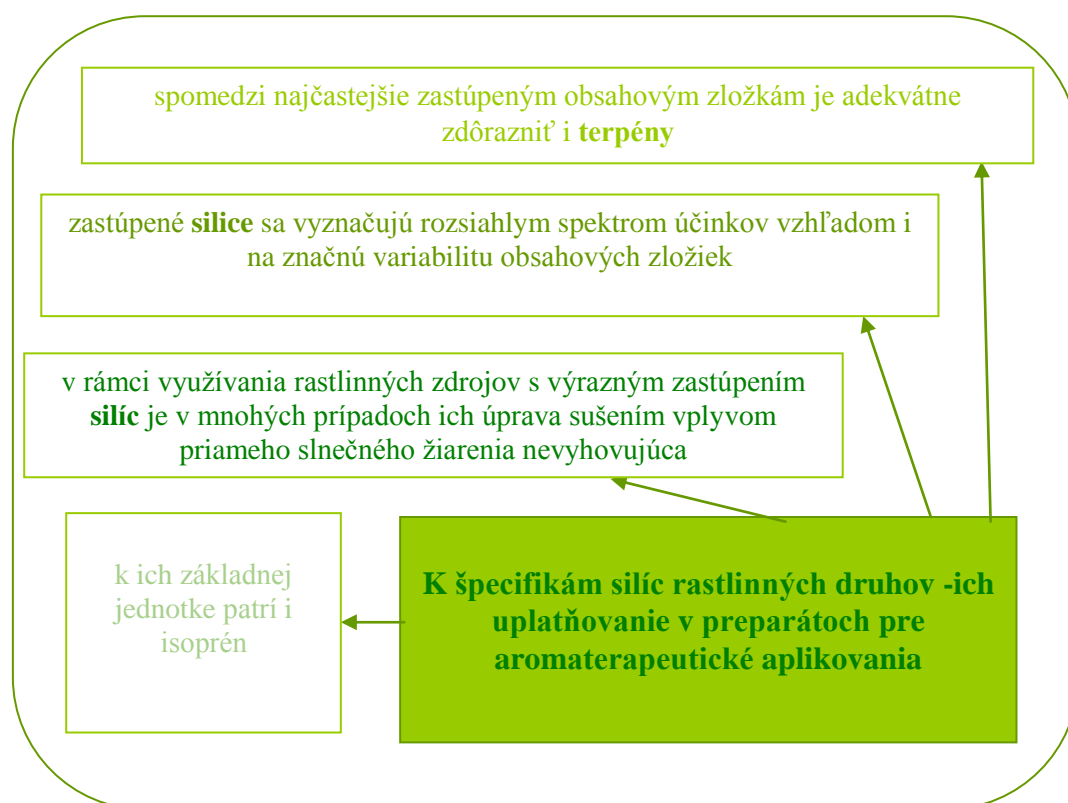 spomedzi najčastejšie zastúpeným obsahovým zložkám je adekvátne
zdôrazniť i terpény
zastúpené silice sa vyznačujú rozsiahlym spektrom účinkov vzhľadom i
na značnú variabilitu obsahových zložiek
v rámci využívania rastlinných zdrojov s výrazným zastúpením
silíc je v mnohých prípadoch ich úprava sušením vplyvom
priameho slnečného žiarenia nevyhovujúca
k ich základnej
jednotke patrí i
isoprén
K špecifikám silíc rastlinných druhov -ich
uplatňovanie v preparátoch pre
aromaterapeutické aplikovania